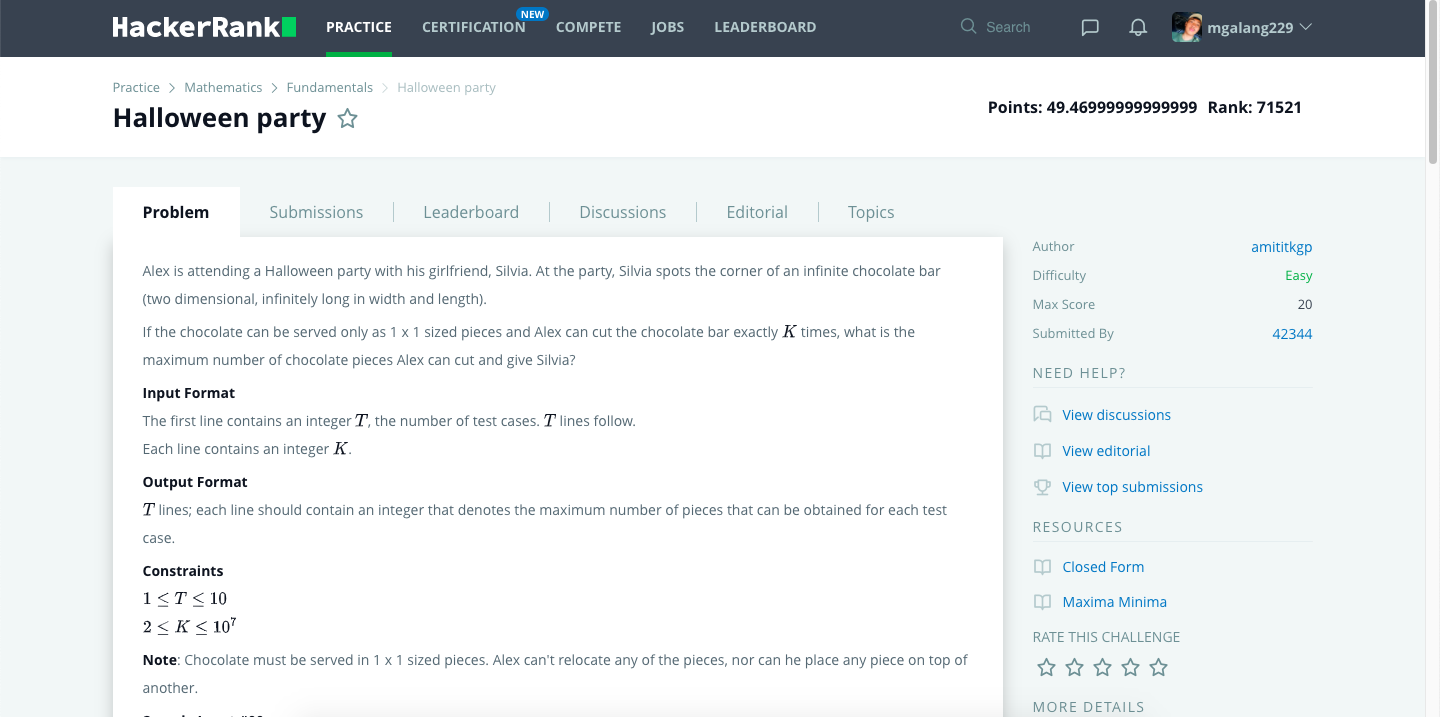 HackerRank PRACTICE CERTIFICATION NEW COMPETE JOBS LEADERBOARD Search mgalang229
Practice > Mathematics > Fundamentals > Halloween party
Halloween party
Points: 49.46999999999999 Rank: 71521
Problem Submissions Leaderboard Discussions Editorial Topics
Alex is attending a Halloween party with his girlfriend, Silvia. At the party, Silvia spots the corner of an infinite chocolate bar
(two dimensional, infinitely long in width and length).
If the chocolate can be served only as 1 x 1 sized pieces and Alex can cut the chocolate bar exactly K times, what is the
maximum number of chocolate pieces Alex can cut and give Silvia?
Input Format
The first line contains an integer T, the number of test cases. T lines follow.
Each line contains an integer K.
Output Format
T lines; each line should contain an integer that denotes the maximum number of pieces that can be obtained for each test
case.
Constraints
1 ≤ T ≤ 10
2 ≤ K ≤ 10⁷
Note: Chocolate must be served in 1 x 1 sized pieces. Alex can't relocate any of the pieces, nor can he place any piece on top of
another.
Author amititkgp
Difficulty Easy
Max Score 20
Submitted By 42344
NEED HELP?
View discussions
View editorial
View top submissions
RESOURCES
Closed Form
Maxima Minima
RATE THIS CHALLENGE
MORE DETAILS